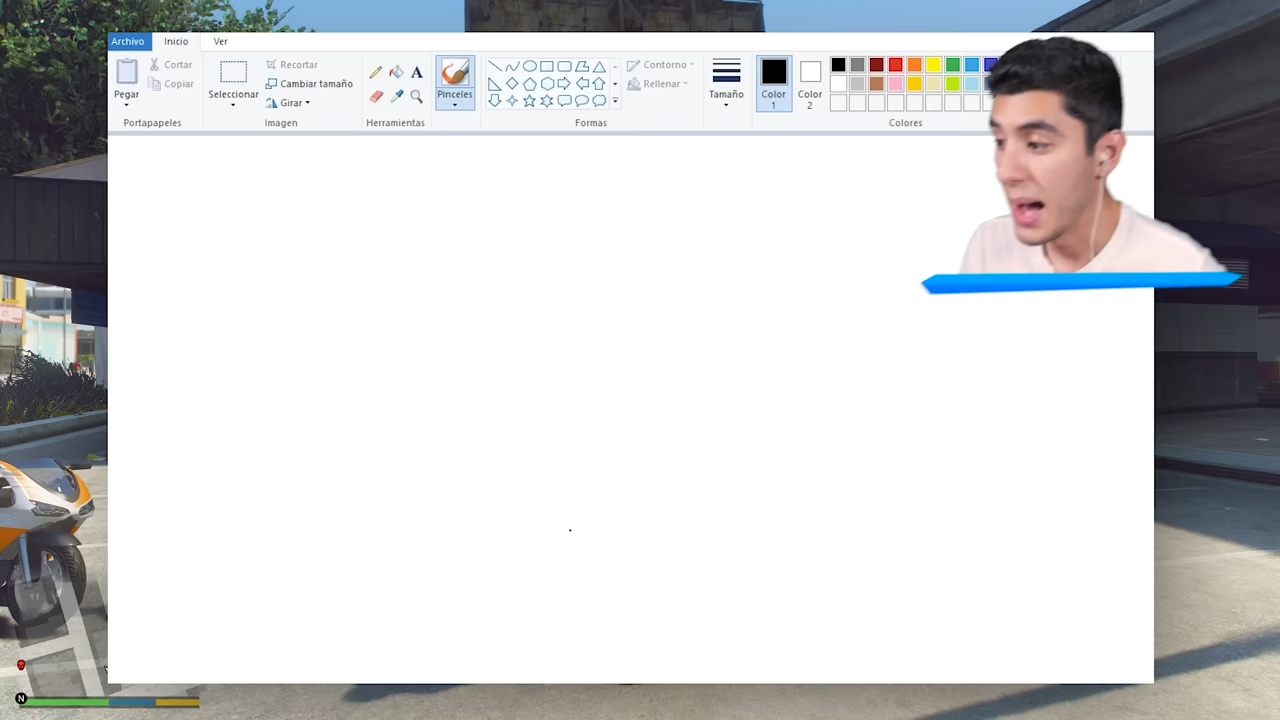 Archivo Inicio Ver
Pegar
Cortar
Copiar
Portapapeles
Seleccionar
Recortar
Cambiar tamaño
Girar
Imagen
A
Herramientas
Pinceles
Formas
Contorno
Rellenar
Tamaño
Color
1
Color
2
Colores
N